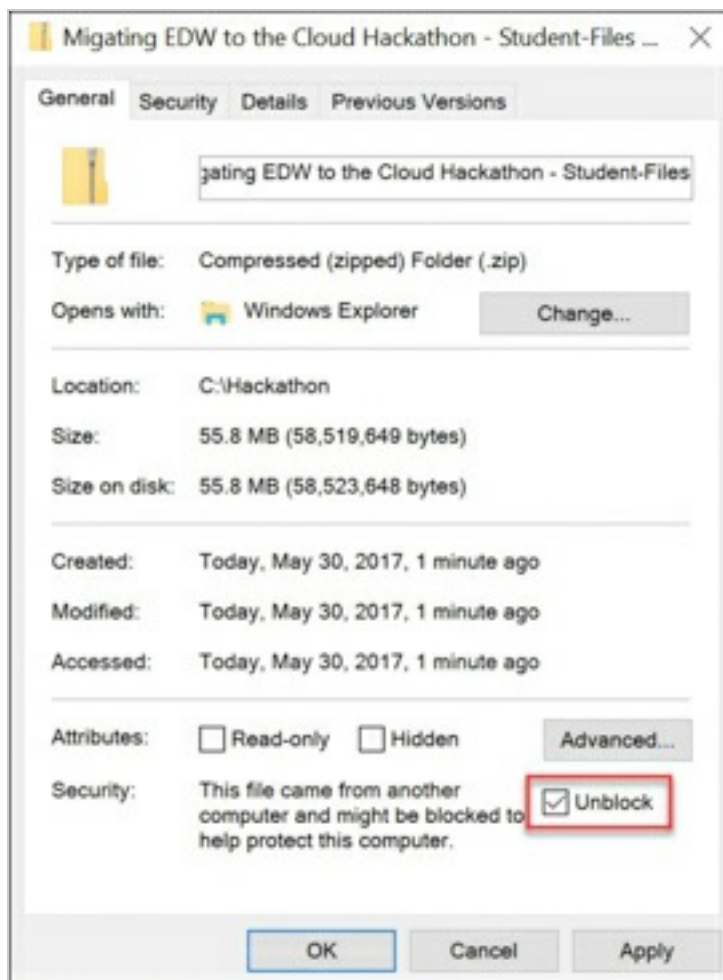 Migating EDW to the Cloud Hackathon - Student-Files ...
General Security Details Previous Versions
gating EDW to the Cloud Hackathon - Student-Files
Type of file: Compressed (zipped) Folder (.zip)
Opens with: Windows Explorer Change...
Location: C:\Hackathon
Size: 55.8 MB (58,519,649 bytes)
Size on disk: 55.8 MB (58,523,648 bytes)
Created: Today, May 30, 2017, 1 minute ago
Modified: Today, May 30, 2017, 1 minute ago
Accessed: Today, May 30, 2017, 1 minute ago
Attributes: Read-only Hidden Advanced...
Security: This file came from another
computer and might be blocked to
help protect this computer.
Unblock
OK Cancel Apply